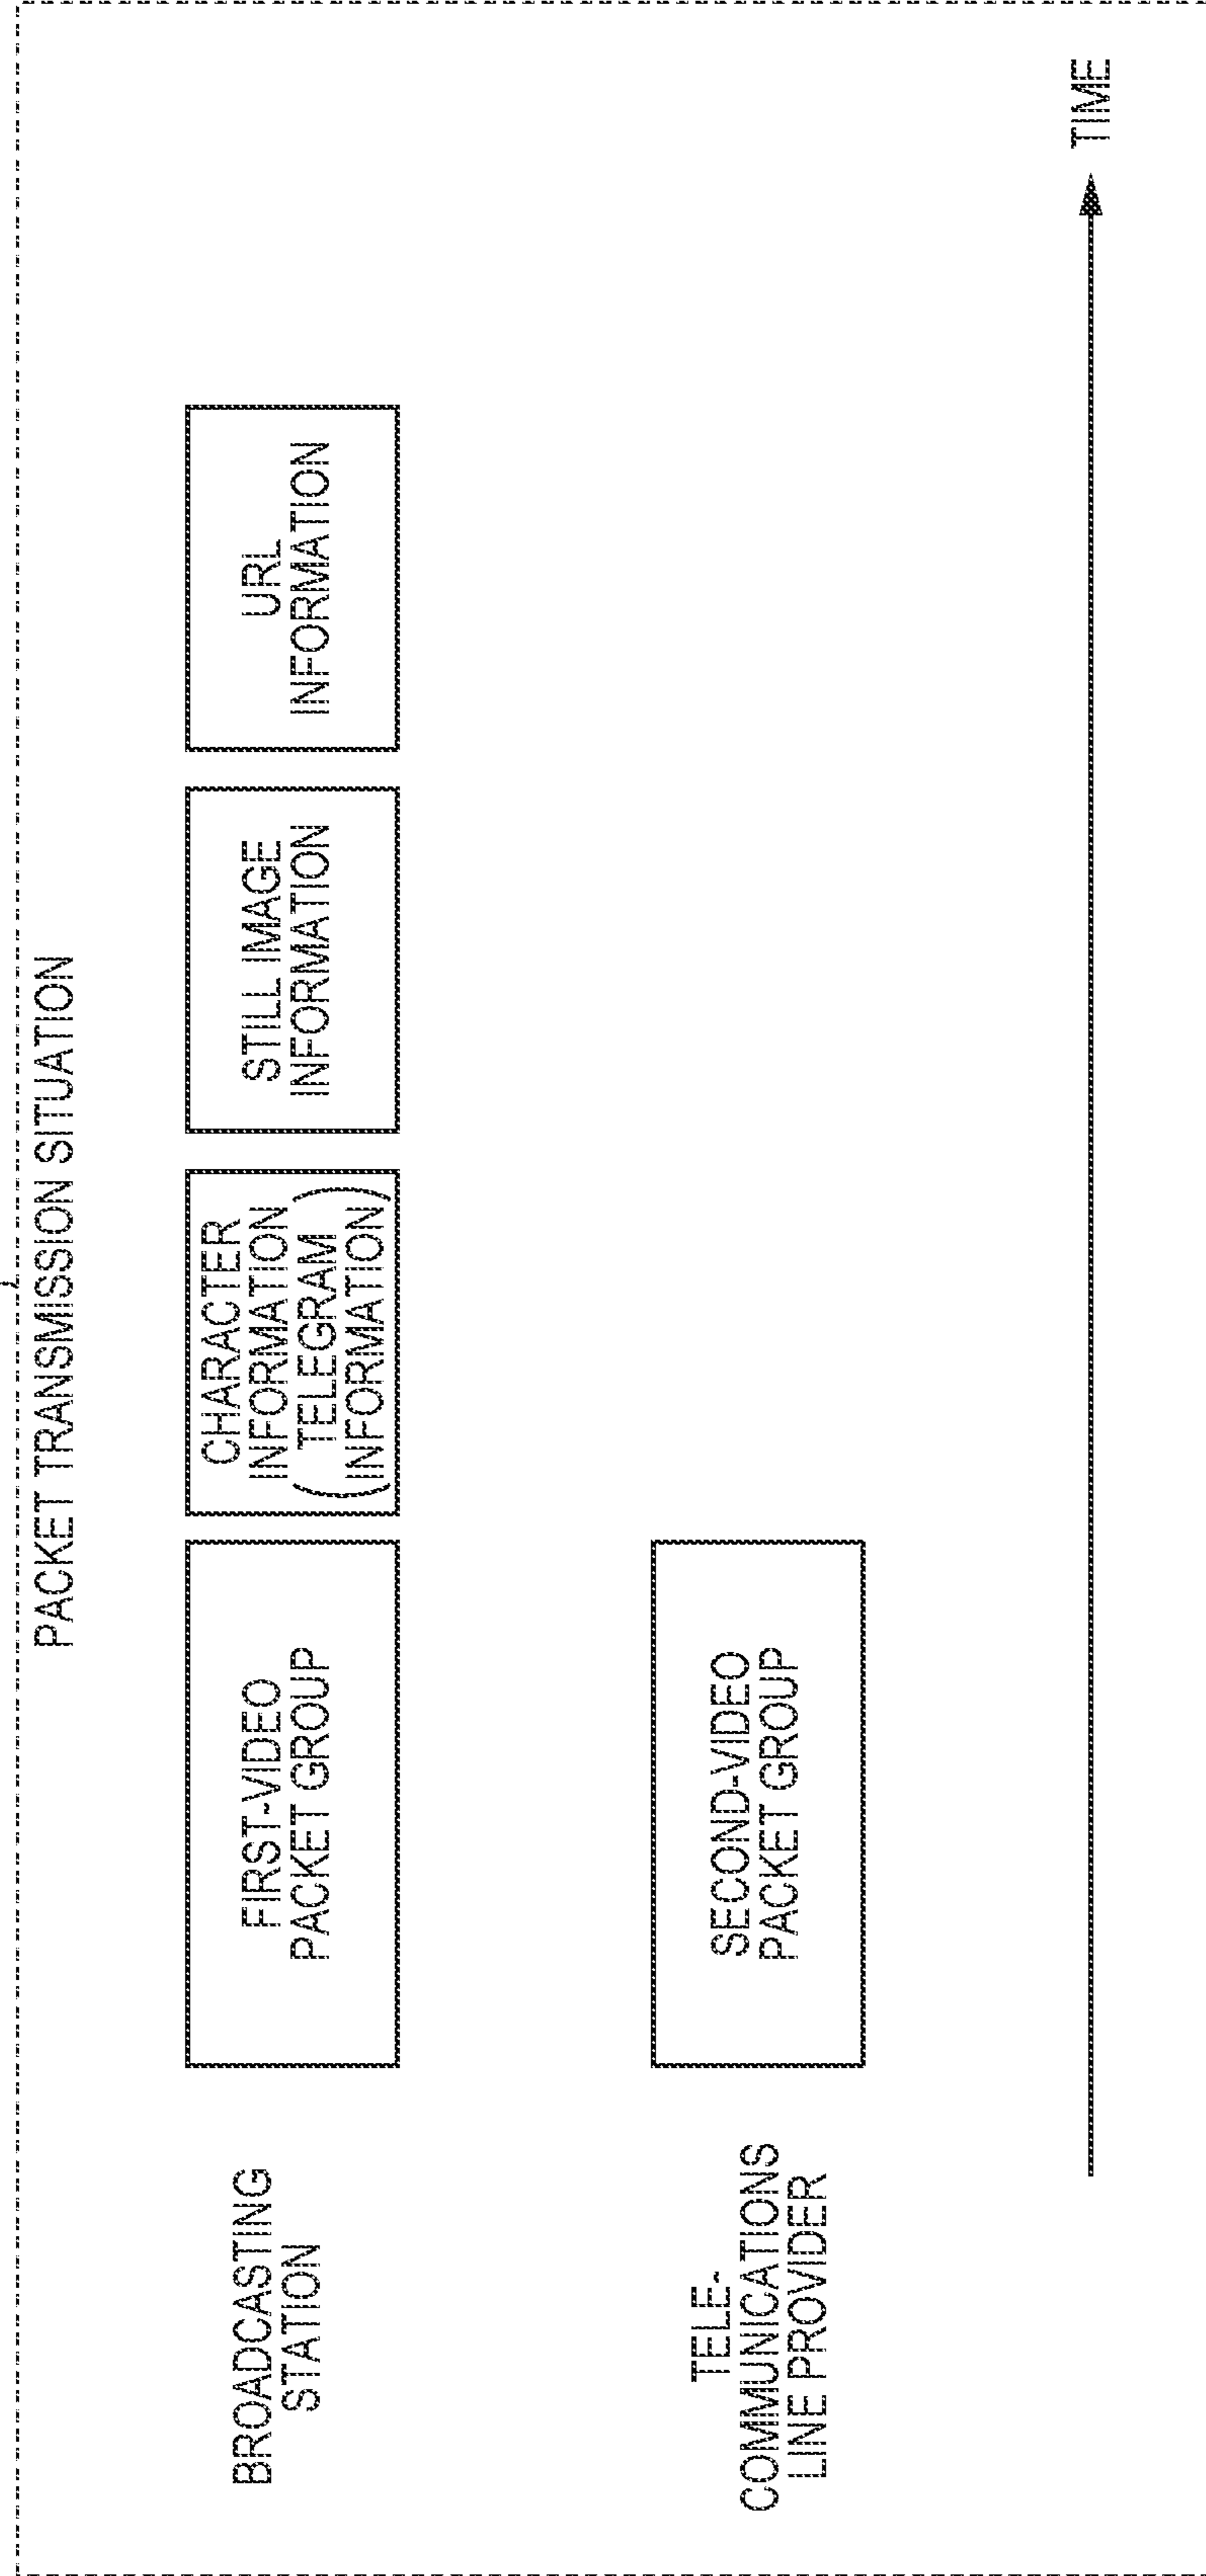 PACKET TRANSMISSION SITUATION
BROADCASTING
STATION
FIRST-VIDEO
PACKET GROUP
CHARACTER
INFORMATION
(TELEGRAM
INFORMATION)
STILL IMAGE
INFORMATION
URL
INFORMATION
TELE-
COMMUNICATIONS
LINE PROVIDER
SECOND-VIDEO
PACKET GROUP
TIME